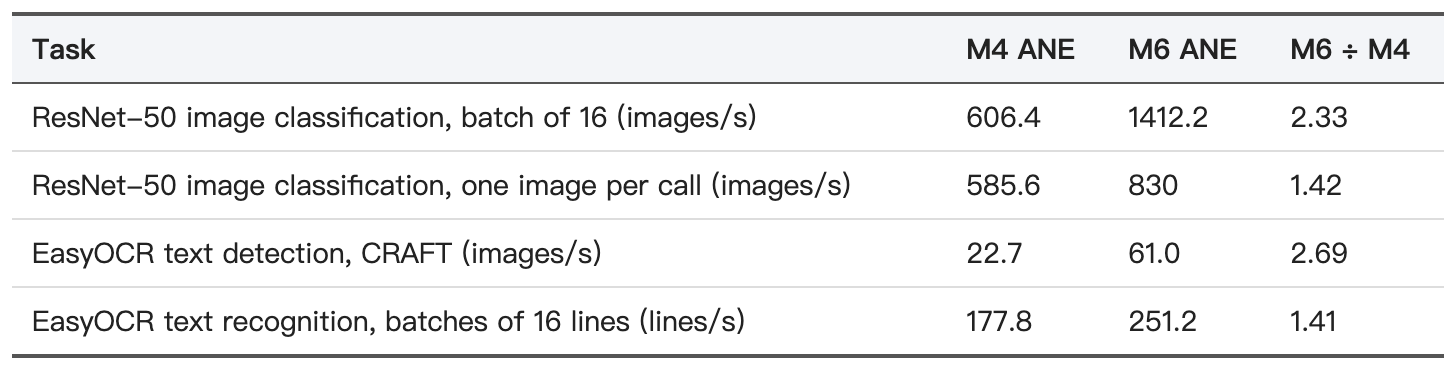 Task M4 ANE M6 ANE M6 ÷ M4
ResNet-50 image classification, batch of 16 (images/s) 606.4 1412.2 2.33
ResNet-50 image classification, one image per call (images/s) 585.6 830 1.42
EasyOCR text detection, CRAFT (images/s) 22.7 61.0 2.69
EasyOCR text recognition, batches of 16 lines (lines/s) 177.8 251.2 1.41